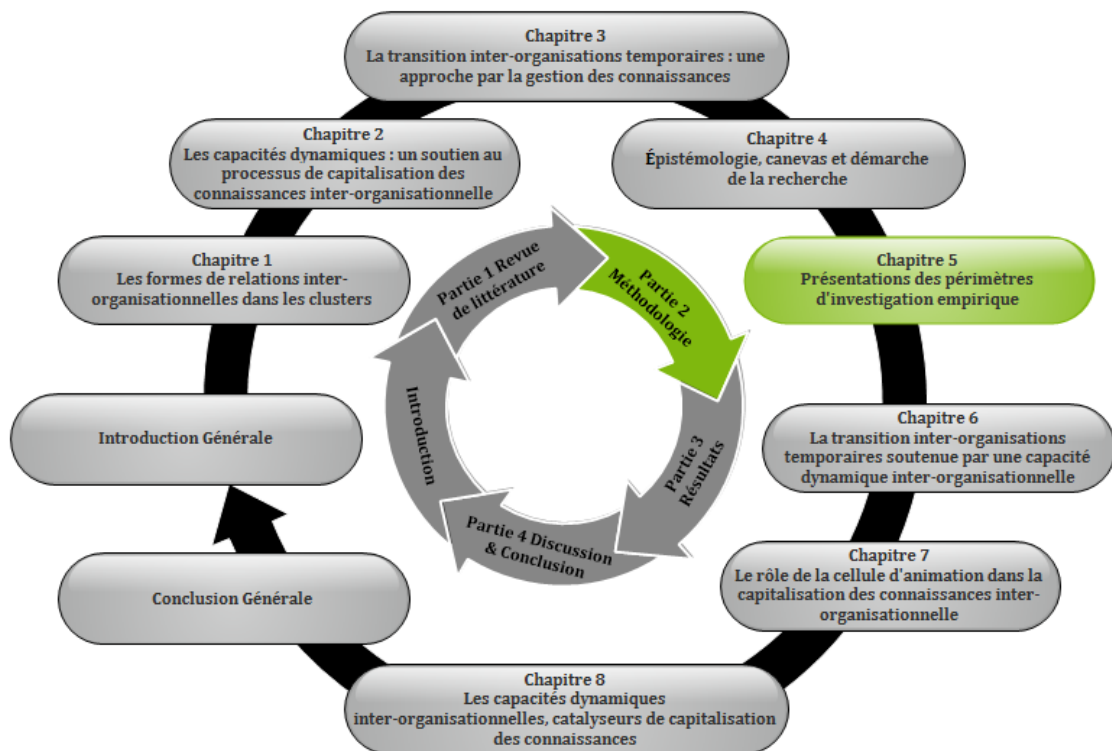 Chapitre 3
La transition inter-organisations temporaires : une
approche par la gestion des connaissances
Chapitre 2
Les capacités dynamiques : un soutien au
processus de capitalisation des
connaissances inter-organisationnelle
Chapitre 4
Épistémologie, canevas et démarche
de la recherche
Chapitre 1
Les formes de relations inter-
organisationnelles dans les clusters
Chapitre 5
Présentations des périmètres
d'investigation empirique
Partie 1 Revue
de littérature
Partie 2
Méthodologie
Introduction
Partie 3
Résultats
Partie 4 Discussion
& Conclusion
Introduction Générale
Chapitre 6
La transition inter-organisations
temporaires soutenue par une capacité
dynamique inter-organisationnelle
Conclusion Générale
Chapitre 7
Le rôle de la cellule d'animation dans la
capitalisation des connaissances inter-
organisationnelle
Chapitre 8
Les capacités dynamiques
inter-organisationnelles, catalyseurs de capitalisation
des connaissances